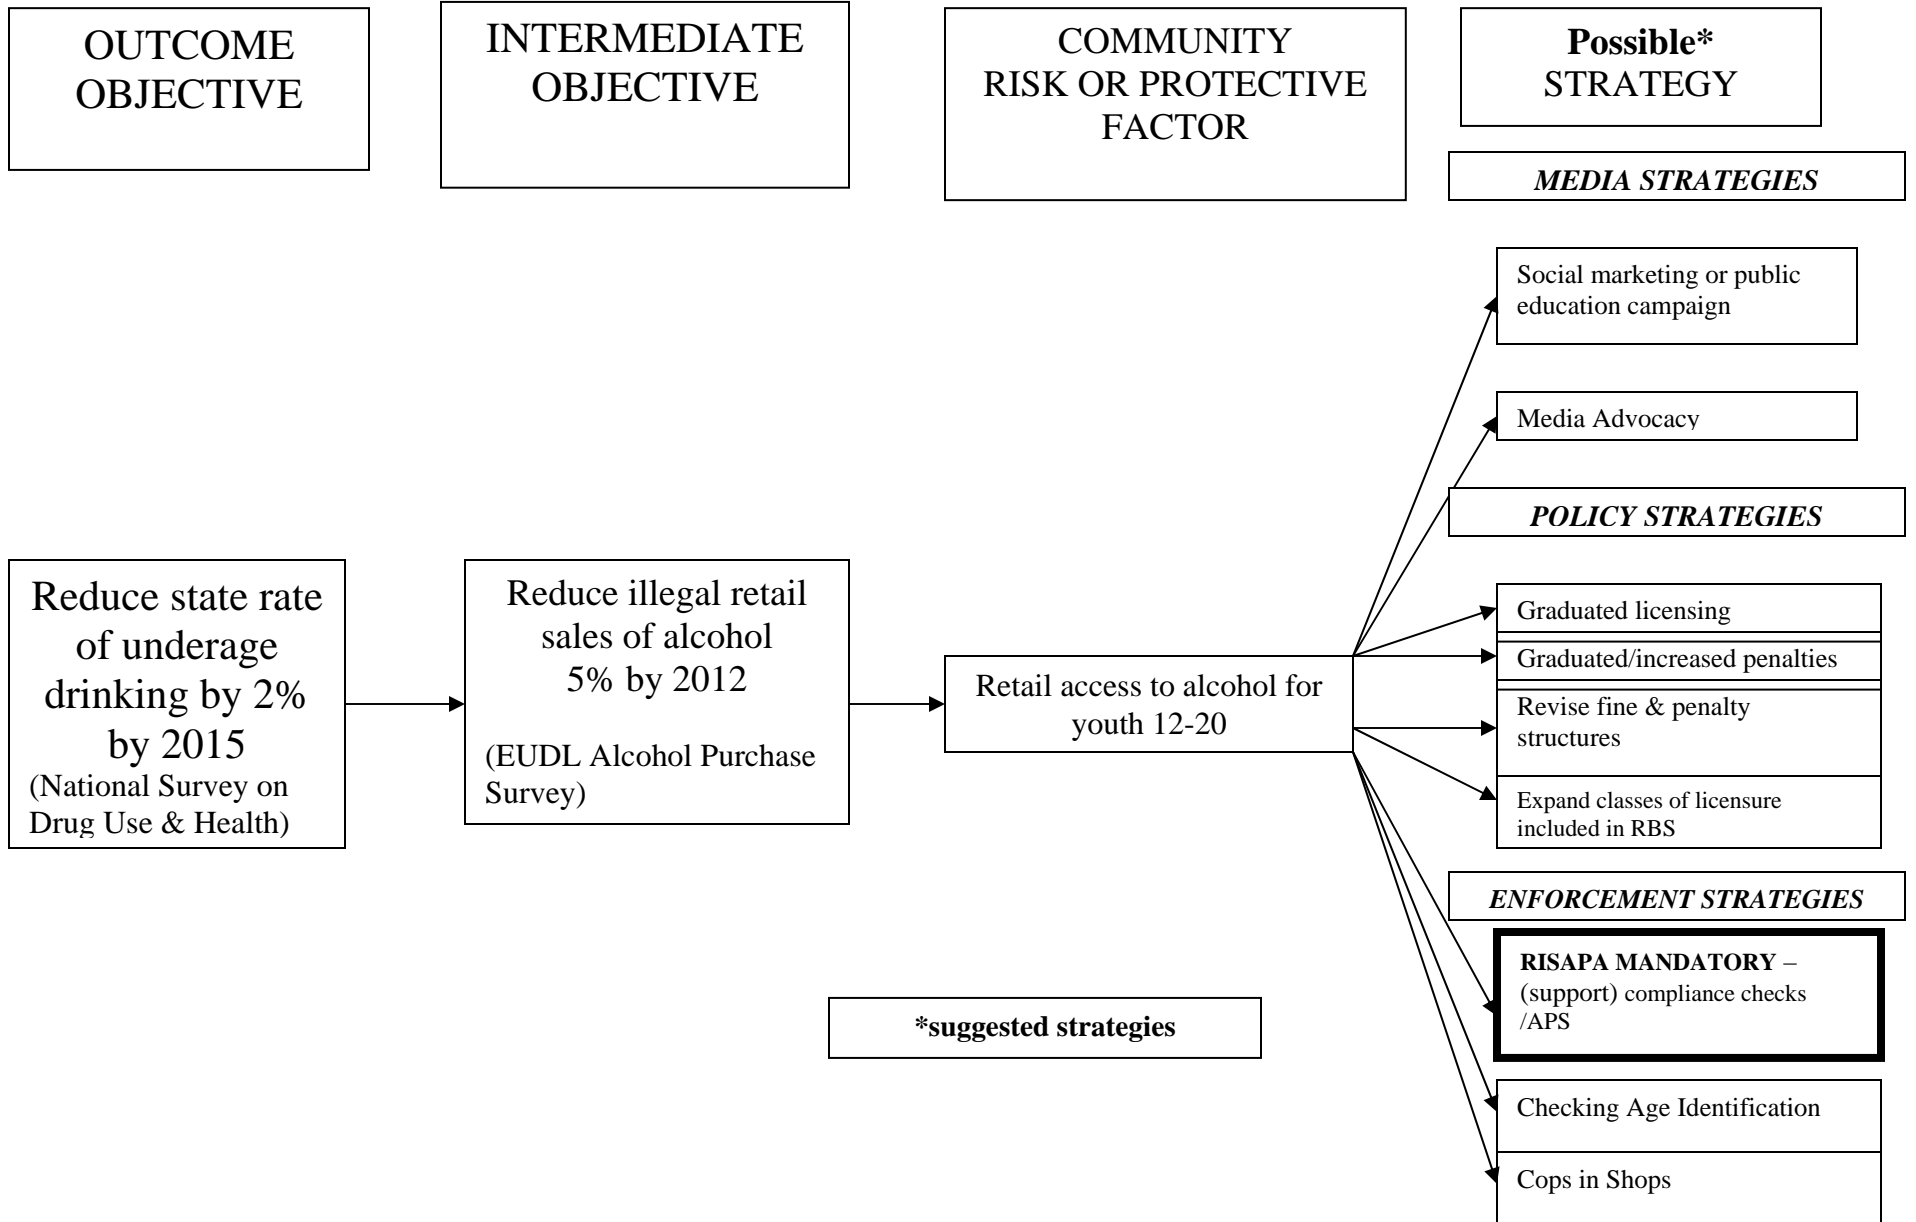 OUTCOME
OBJECTIVE
INTERMEDIATE
OBJECTIVE
COMMUNITY
RISK OR PROTECTIVE
FACTOR
Possible*
STRATEGY
MEDIA STRATEGIES
Social marketing or public
education campaign
Media Advocacy
POLICY STRATEGIES
Reduce state rate
of underage
drinking by 2%
by 2015
(National Survey on
Drug Use & Health)
Reduce illegal retail
sales of alcohol
5% by 2012
(EUDL Alcohol Purchase
Survey)
Retail access to alcohol for
youth 12-20
Graduated licensing
Graduated/increased penalties
Revise fine & penalty
structures
Expand classes of licensure
included in RBS
ENFORCEMENT STRATEGIES
RISAPA MANDATORY –
(support) compliance checks
/APS
*suggested strategies
Checking Age Identification
Cops in Shops